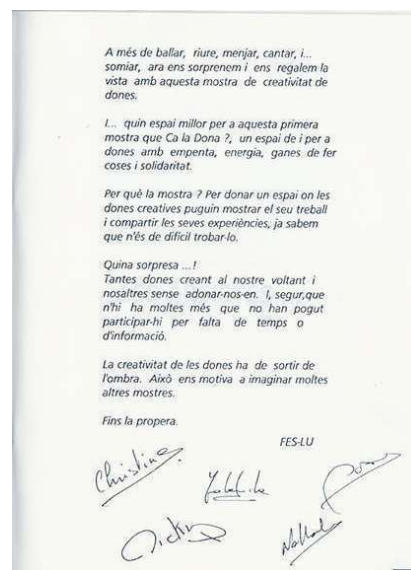 A més de ballar, riure, menjar, cantar, i...
somiar, ara ens sorprenem i ens regalem la
vista amb aquesta mostra de creativitat de
dones.
I... quin espai millor per a aquesta primera
mostra que Ca la Dona ?, un espai de i per a
dones amb empenta, energia, ganes de fer
coses i solidaritat.
Per què la mostra ? Per donar un espai on les
dones creatives puguin mostrar el seu treball
i compartir les seves experiències, ja sabem
que n'és de difícil trobar-lo.
Quina sorpresa ...!
Tantes dones creant al nostre voltant i
nosaltres sense adonar-nos-en. I, segur,que
n'hi ha moltes més que no han pogut
participar-hi per falta de temps o
d'informació.
La creativitat de les dones ha de sortir de
l'ombra. Això ens motiva a imaginar moltes
altres mostres.
Fins la propera.
FES-LU
Christine